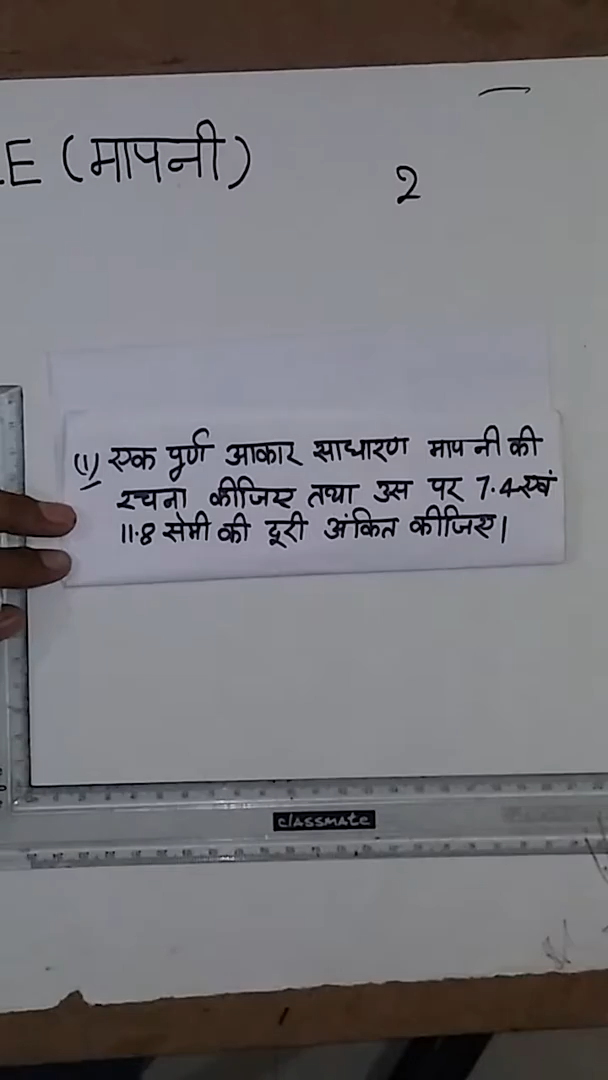 E (मापनी)
2
(1) एक पुर्ण आकार साधारण मापनी की
रचना कीजिए तथा उस पर 7.4 एवं
11.8 सेमी की दूरी अंकित कीजिए।
classmate